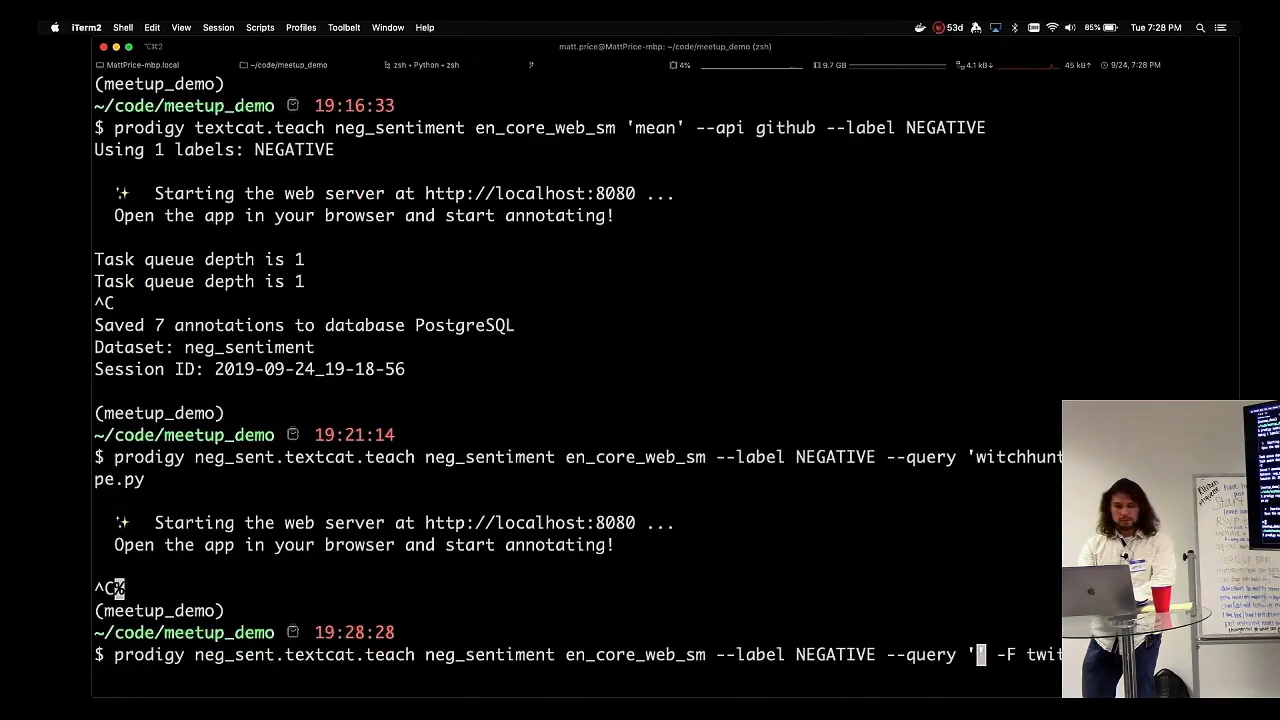 iTerm2 Shell Edit View Session Scripts Profiles Toolbelt Window Help 53d 85% Tue 7:28 PM
⌥⌘2 matt.price@MattPrice-mbp: ~/code/meetup_demo (zsh)
MattPrice-mbp.local ~/code/meetup_demo zsh • Python • zsh 4% 9.7 GB 4.1 kB↓ 45 kB↑ 9/24, 7:28 PM
(meetup_demo)
~/code/meetup_demo 19:16:33
$ prodigy textcat.teach neg_sentiment en_core_web_sm 'mean' --api github --label NEGATIVE
Using 1 labels: NEGATIVE
✨ Starting the web server at http://localhost:8080 ...
Open the app in your browser and start annotating!
Task queue depth is 1
Task queue depth is 1
^C
Saved 7 annotations to database PostgreSQL
Dataset: neg_sentiment
Session ID: 2019-09-24_19-18-56
(meetup_demo)
~/code/meetup_demo 19:21:14
$ prodigy neg_sent.textcat.teach neg_sentiment en_core_web_sm --label NEGATIVE --query 'witchhunt
pe.py
✨ Starting the web server at http://localhost:8080 ...
Open the app in your browser and start annotating!
^C%
(meetup_demo)
~/code/meetup_demo 19:28:28
$ prodigy neg_sent.textcat.teach neg_sentiment en_core_web_sm --label NEGATIVE --query '' -F twit